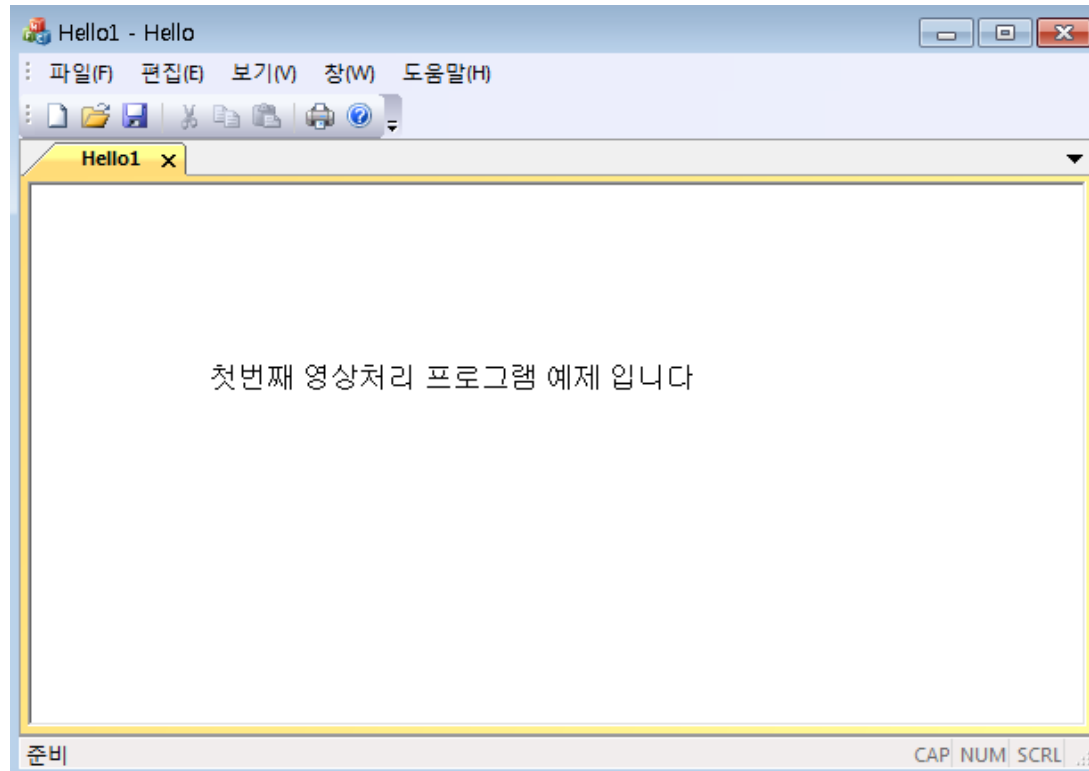 Hello1 - Hello
파일(F) 편집(E) 보기(V) 창(W) 도움말(H)
Hello1
첫번째 영상처리 프로그램 예제 입니다
준비
CAP NUM SCRL